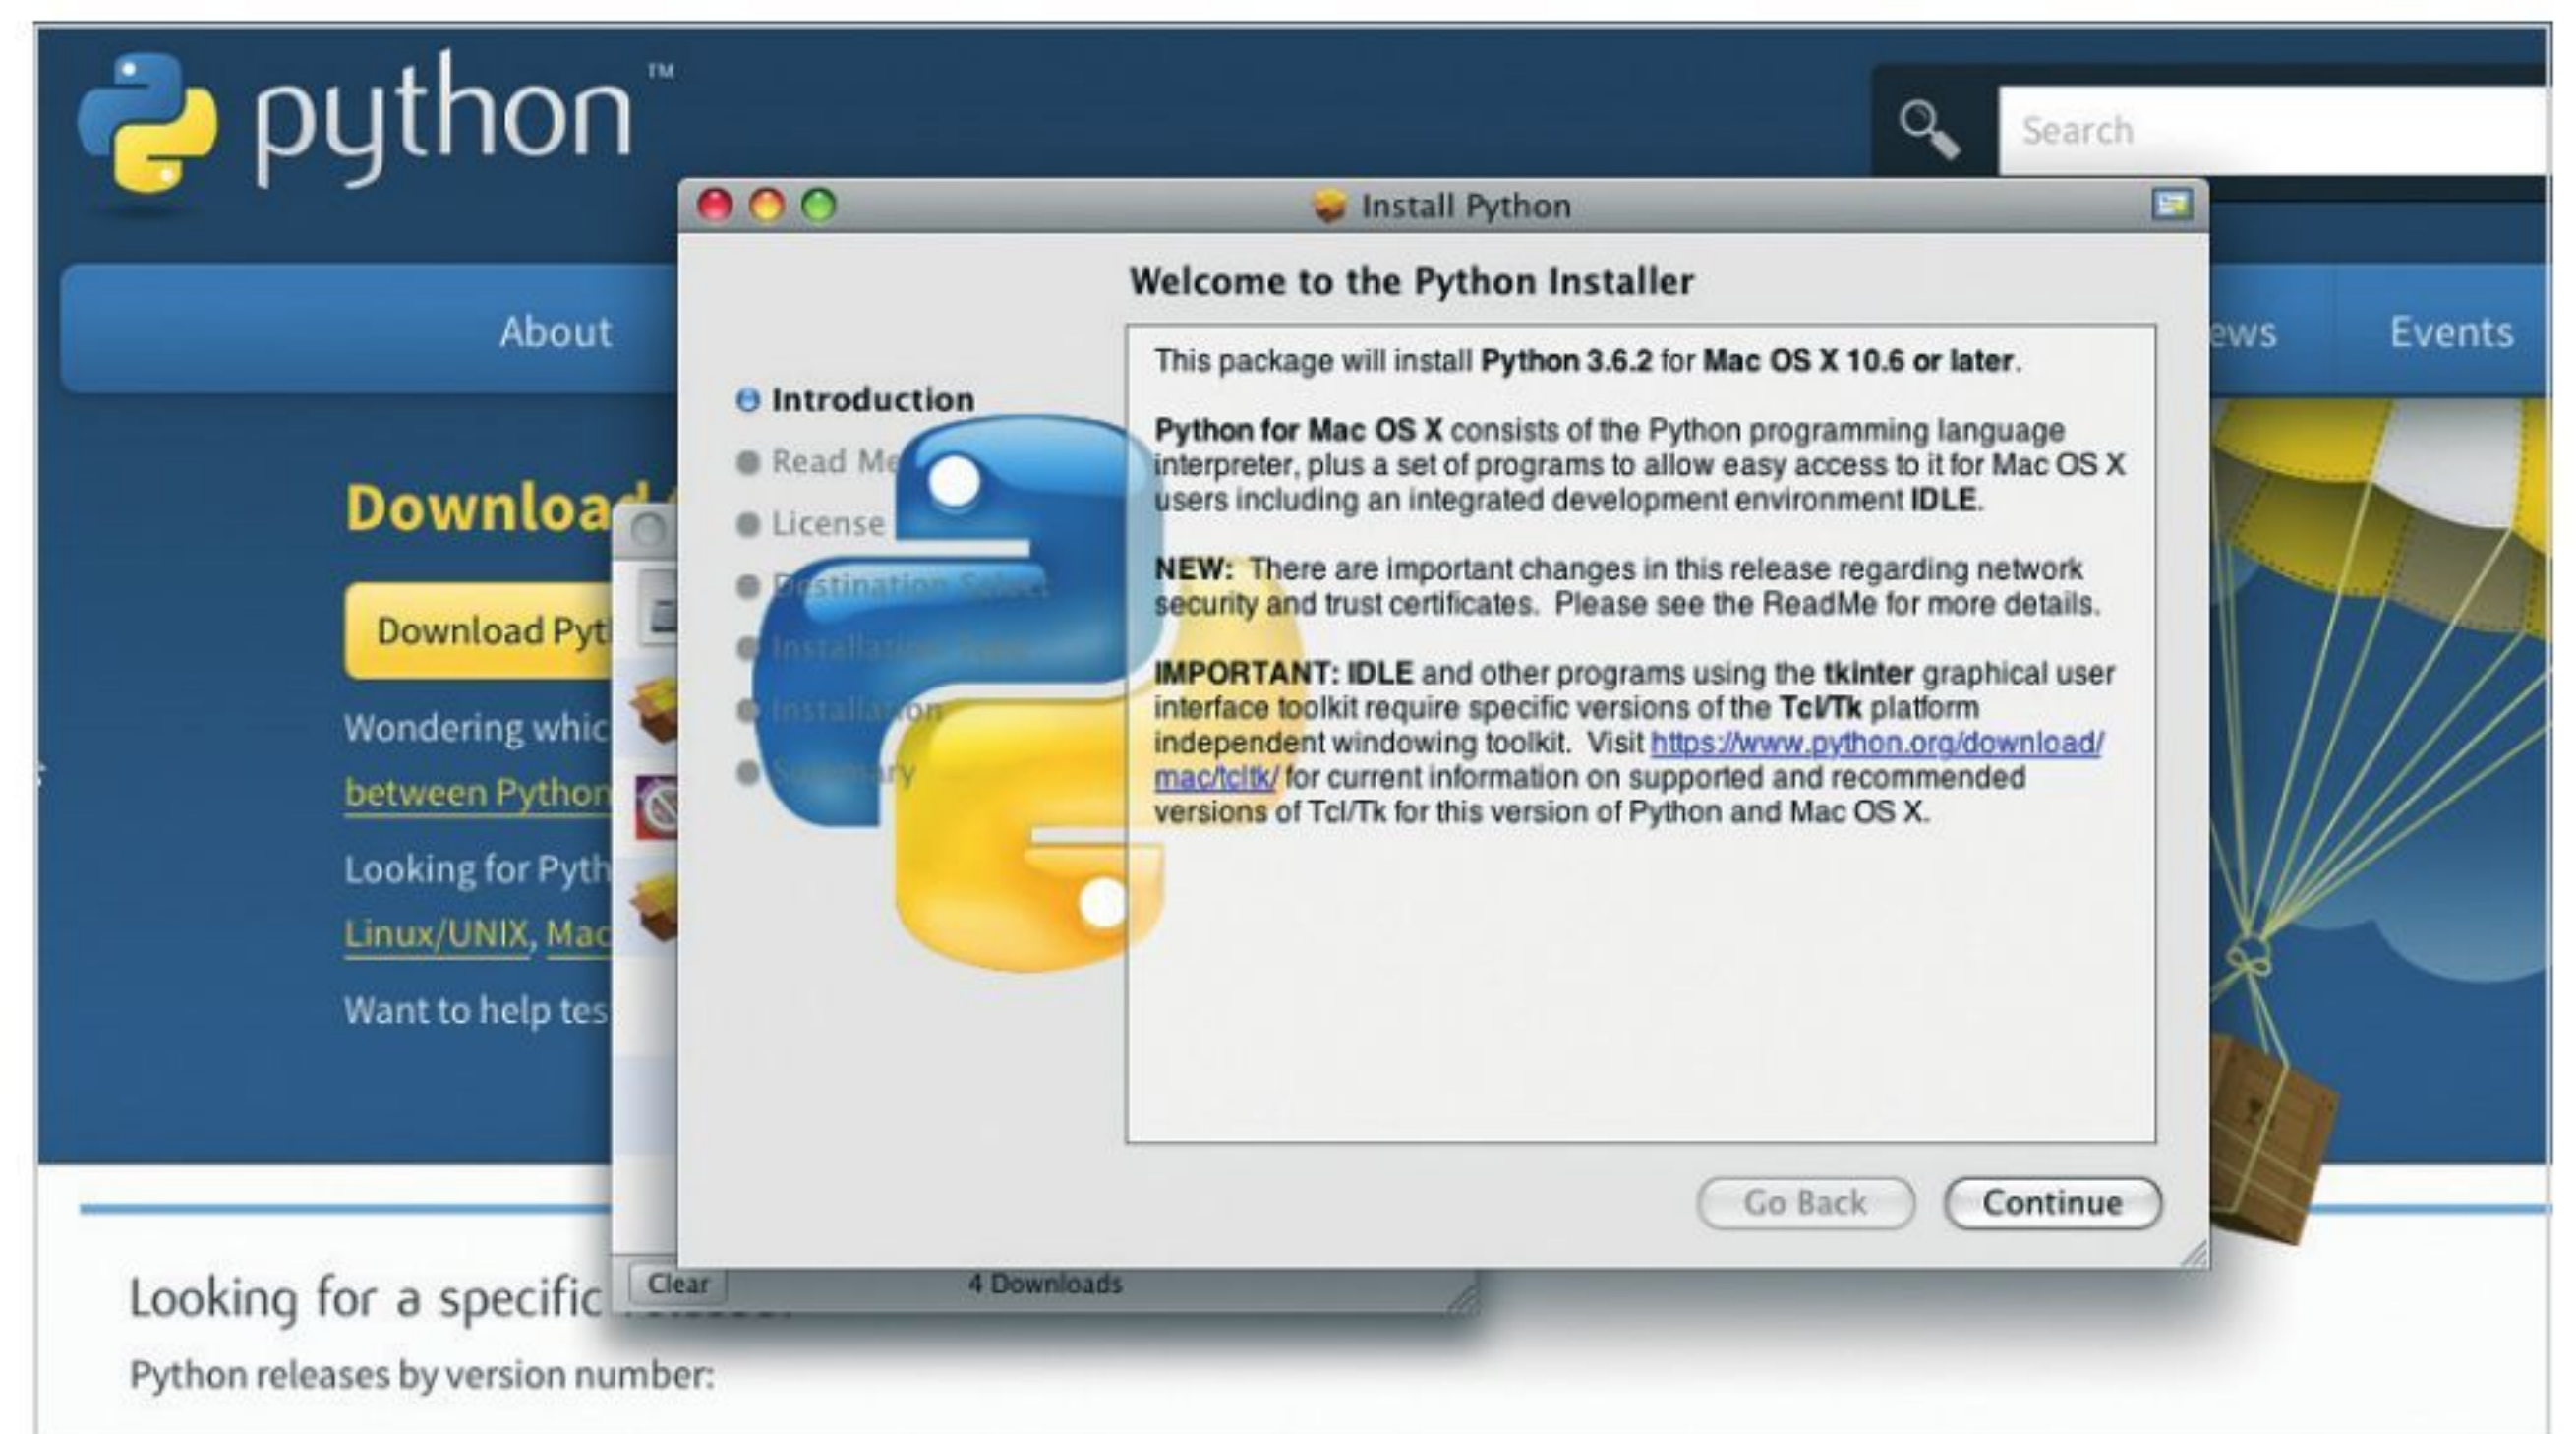 python™
Search
Install Python
Welcome to the Python Installer
About
ews
Events
This package will install Python 3.6.2 for Mac OS X 10.6 or later.
Introduction
Python for Mac OS X consists of the Python programming language
interpreter, plus a set of programs to allow easy access to it for Mac OS X
users including an integrated development environment IDLE.
Read Me
License
Destination Select
Installation
Installation
Summary
NEW: There are important changes in this release regarding network
security and trust certificates. Please see the ReadMe for more details.
IMPORTANT: IDLE and other programs using the tkinter graphical user
interface toolkit require specific versions of the Tcl/Tk platform
independent windowing toolkit. Visit https://www.python.org/download/
mac/tcltk/ for current information on supported and recommended
versions of Tcl/Tk for this version of Python and Mac OS X.
Download
Download Pyt
Wondering whic
between Python
Looking for Pyth
Linux/UNIX, Mac
Want to help tes
Go Back
Continue
Clear
4 Downloads
Looking for a specific
Python releases by version number: